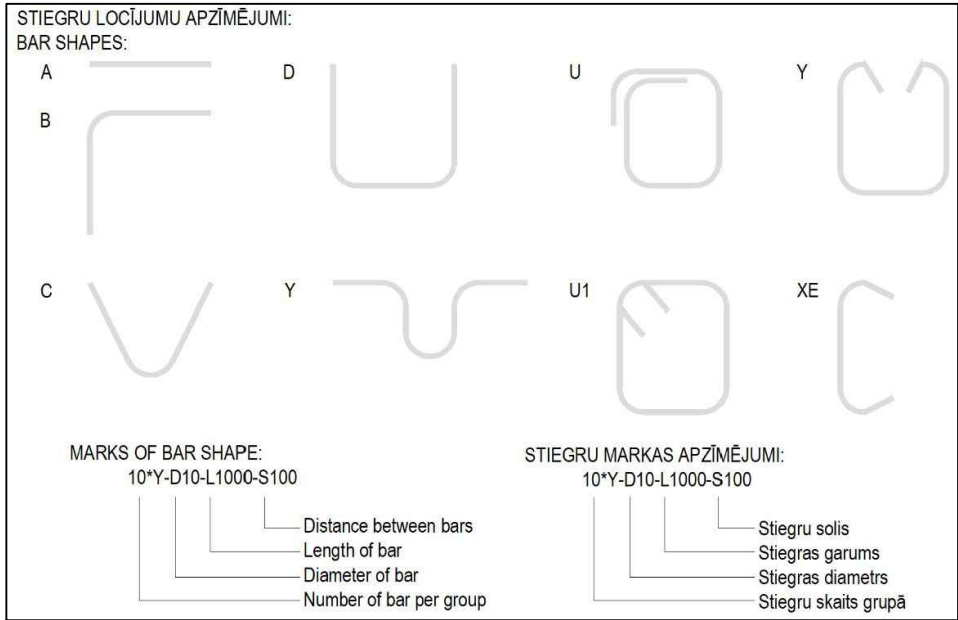 STIEGRU LOCĪJUMU APZĪMĒJUMI:
BAR SHAPES:
A
D
U
Y
B
C
Y
U1
XE
MARKS OF BAR SHAPE:
10*Y-D10-L1000-S100
Distance between bars
Length of bar
Diameter of bar
Number of bar per group
STIEGRU MARKAS APZĪMĒJUMI:
10*Y-D10-L1000-S100
Stiegru solis
Stiegras garums
Stiegras diametrs
Stiegru skaits grupā